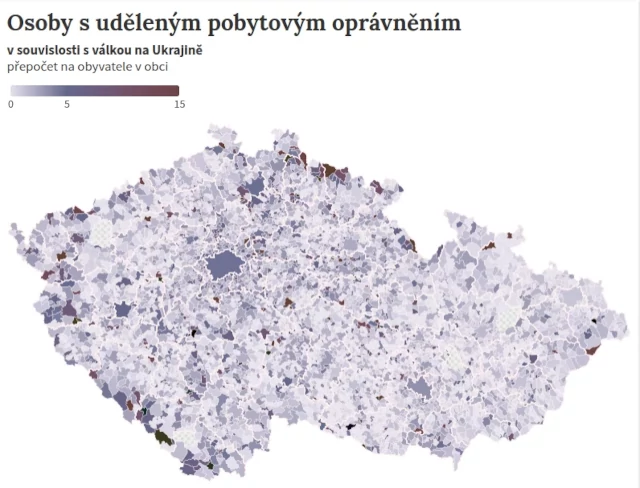 Osoby s uděleným pobytovým oprávněním
v souvislosti s válkou na Ukrajině
přepočet na obyvatele v obci
0 5 15